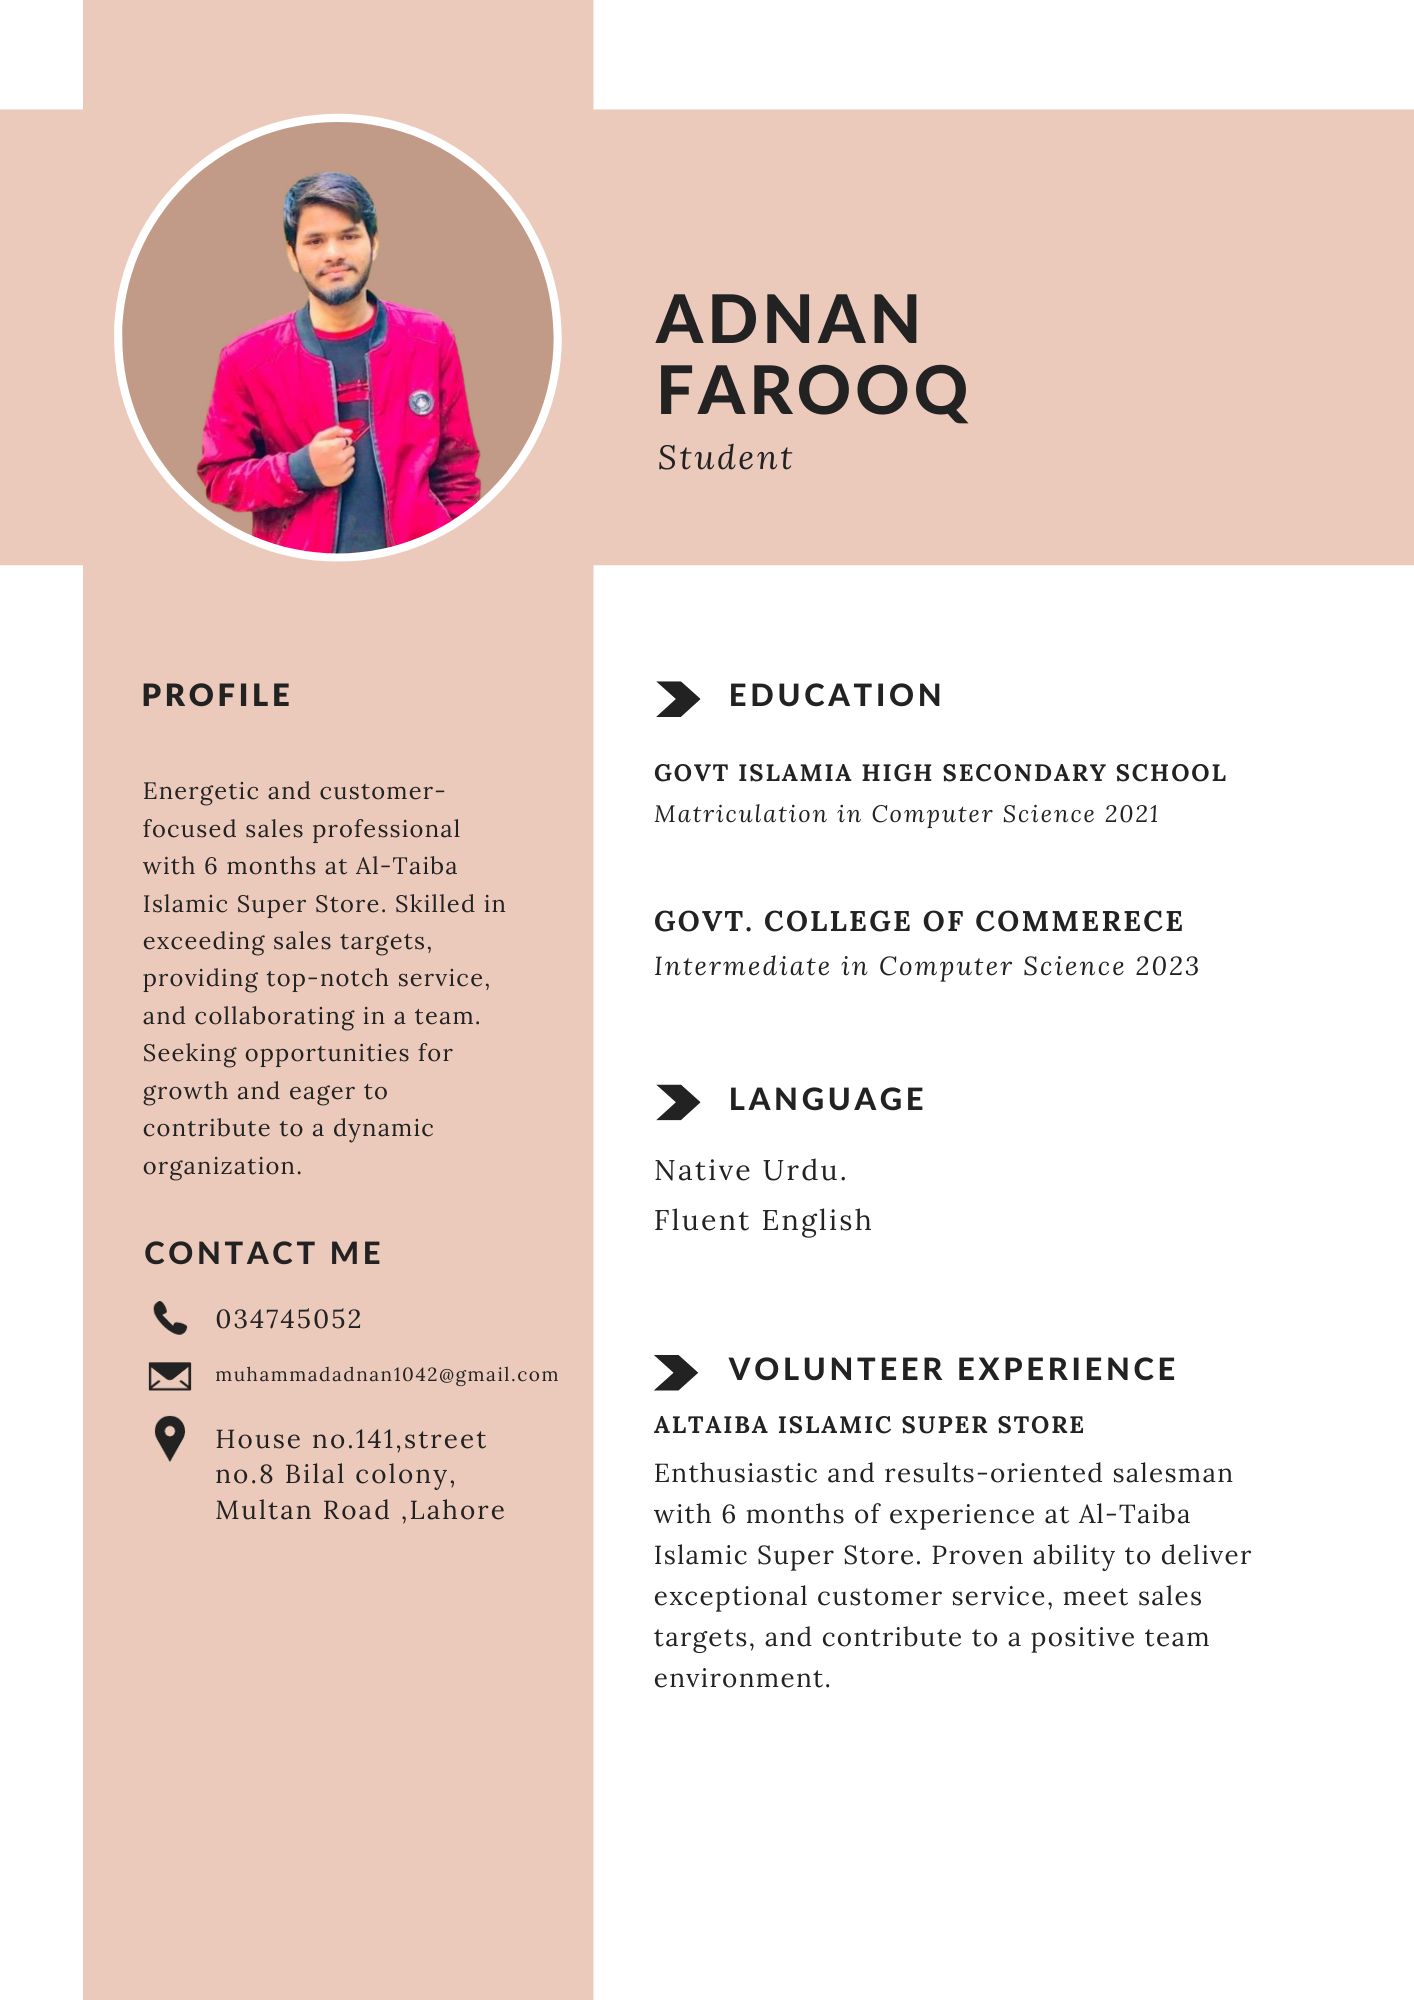 ADNAN
FAROOQ
Student
PROFILE
Energetic and customer-
focused sales professional
with 6 months at Al-Taiba
Islamic Super Store. Skilled in
exceeding sales targets,
providing top-notch service,
and collaborating in a team.
Seeking opportunities for
growth and eager to
contribute to a dynamic
organization.
CONTACT ME
034745052
muhammadadnan1042@gmail.com
House no.141,street
no.8 Bilal colony,
Multan Road ,Lahore
EDUCATION
GOVT ISLAMIA HIGH SECONDARY SCHOOL
Matriculation in Computer Science 2021
GOVT. COLLEGE OF COMMERECE
Intermediate in Computer Science 2023
LANGUAGE
Native Urdu.
Fluent English
VOLUNTEER EXPERIENCE
ALTAIBA ISLAMIC SUPER STORE
Enthusiastic and results-oriented salesman
with 6 months of experience at Al-Taiba
Islamic Super Store. Proven ability to deliver
exceptional customer service, meet sales
targets, and contribute to a positive team
environment.